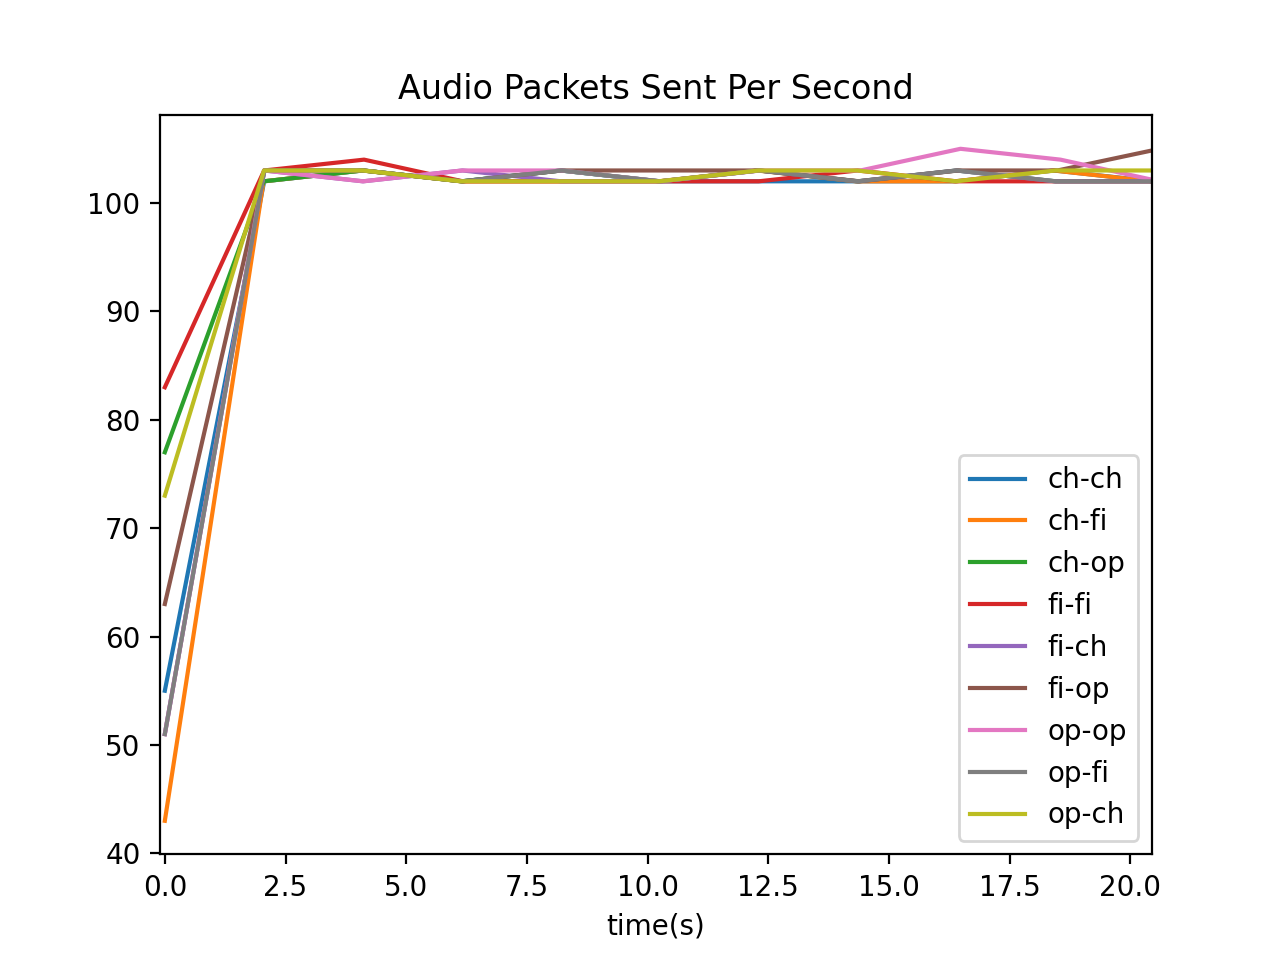 Audio Packets Sent Per Second
100
90
80
70
60
50
40
ch-ch
ch-fi
ch-op
fi-fi
fi-ch
fi-op
op-op
op-fi
op-ch
0.0 2.5 5.0 7.5 10.0 12.5 15.0 17.5 20.0
time(s)